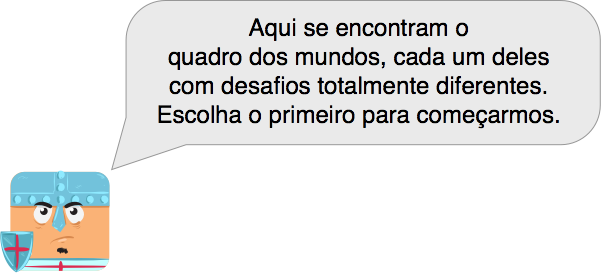 Aqui se encontram o
quadro dos mundos, cada um deles
com desafios totalmente diferentes.
Escolha o primeiro para começarmos.